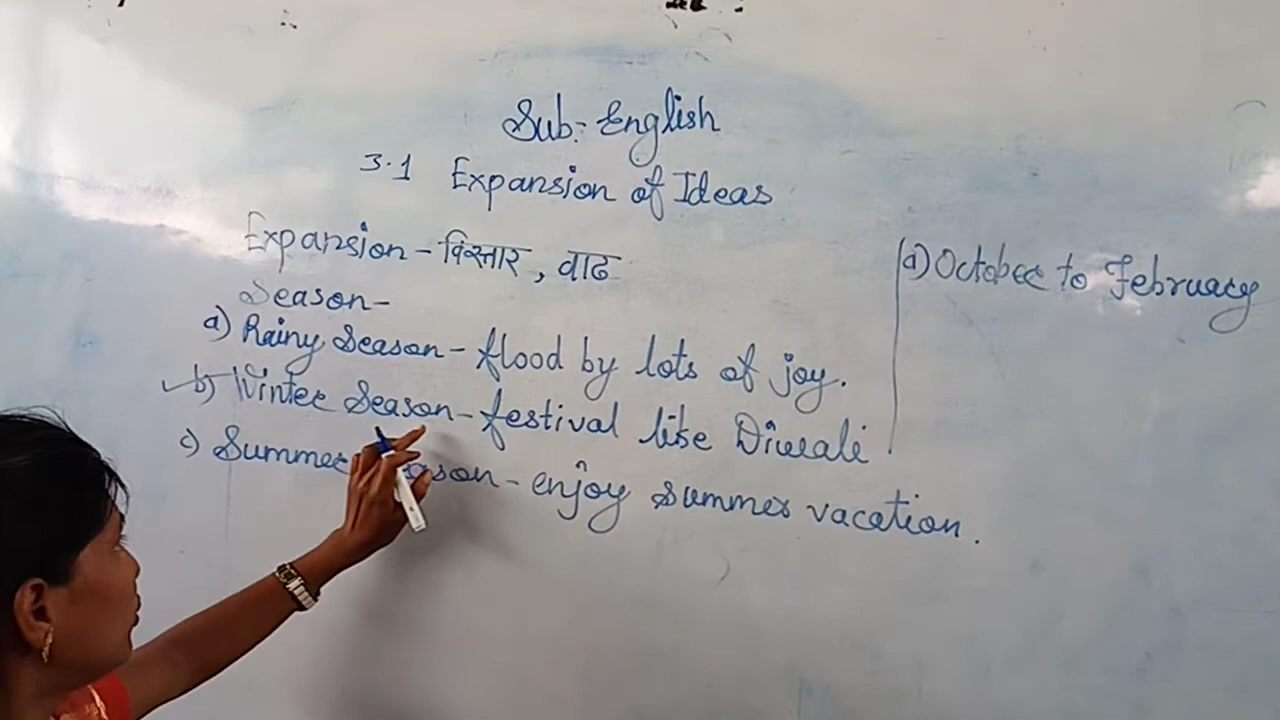 Sub:- English
3.1 Expansion of Ideas
Expansion - विस्तार, वाढ
Season-
a) Rainy Season - flood by lots of joy.
b) Winter Season - festival like Diwali
c) Summer Season - enjoy summer vacation.
a) October to February